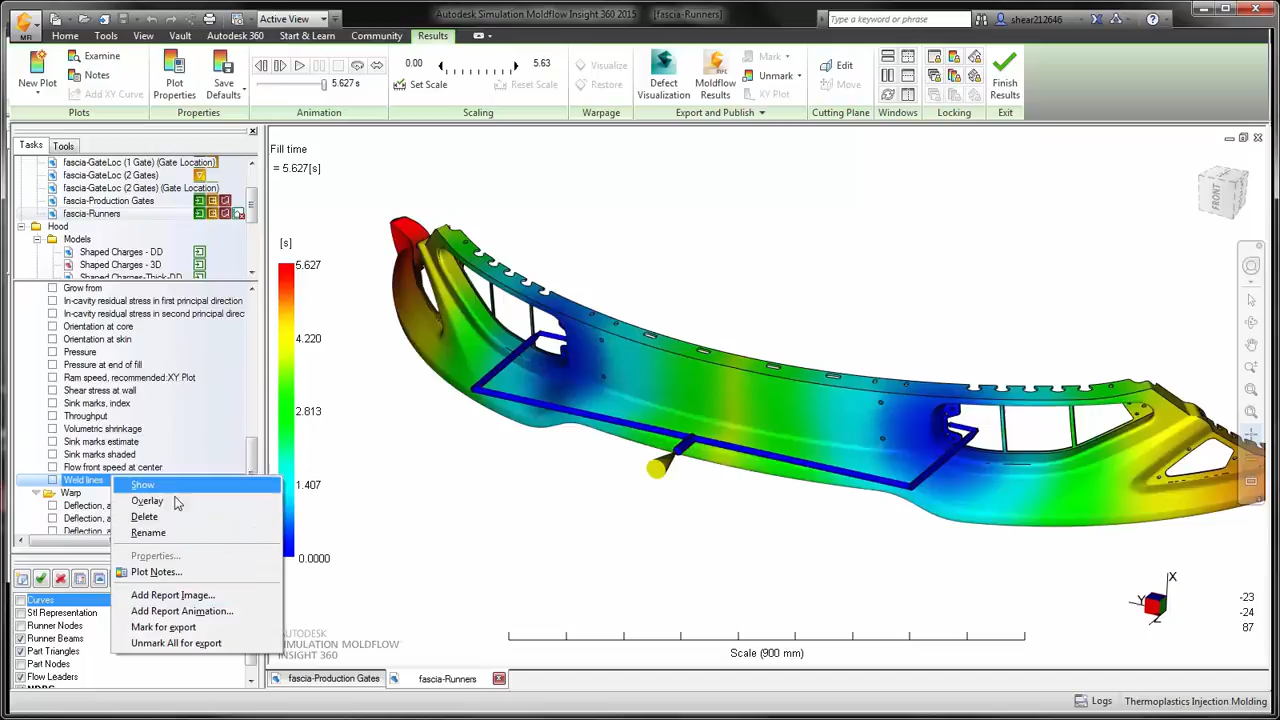 Active View
Autodesk Simulation Moldflow Insight 360 2015 [fascia-Runners]
Type a keyword or phrase
shear212646
MR
Home Tools View Vault Autodesk 360 Start & Learn Community Results
New Plot
Examine
Notes
Add XY Curve
Plots
Plot Properties
Save Defaults
Properties
5.627 s
Animation
0.00 5.63
Set Scale Reset Scale
Scaling
Visualize
Restore
Warpage
Defect Visualization
Moldflow Results
Mark
Unmark
XY Plot
Export and Publish
Edit
Move
Cutting Plane
Windows
Locking
Finish Results
Exit
Tasks Tools
fascia-GateLoc (1 Gate) (Gate Location)
fascia-GateLoc (2 Gates)
fascia-GateLoc (2 Gates) (Gate Location)
fascia-Production Gates
fascia-Runners
Hood
Models
Shaped Charges - DD
Shaped Charges - 3D
Shaped Charges-Thick-DD
Grow from
In-cavity residual stress in first principal direction
In-cavity residual stress in second principal direc
Orientation at core
Orientation at skin
Pressure
Pressure at end of fill
Ram speed, recommended:XY Plot
Shear stress at wall
Sink marks, index
Throughput
Volumetric shrinkage
Sink marks estimate
Sink marks shaded
Flow front speed at center
Weld lines
Warp
Deflection, a
Deflection, a
Deflection, a
Show
Overlay
Delete
Rename
Properties...
Plot Notes...
Add Report Image...
Add Report Animation...
Mark for export
Unmark All for export
Curves
Stl Representation
Runner Nodes
Runner Beams
Part Triangles
Part Nodes
Flow Leaders
Fill time
= 5.627[s]
[s]
5.627
4.220
2.813
1.407
0.0000
FRONT
AUTODESK
SIMULATION MOLDFLOW
INSIGHT 360
Scale (900 mm)
X
Y
Z
-23
-24
87
fascia-Production Gates fascia-Runners
Logs Thermoplastics Injection Molding